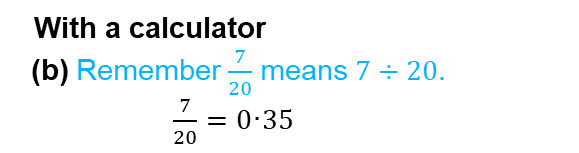 With a calculator
(b) Remember 7/20 means 7 ÷ 20.
7/20 = 0·35